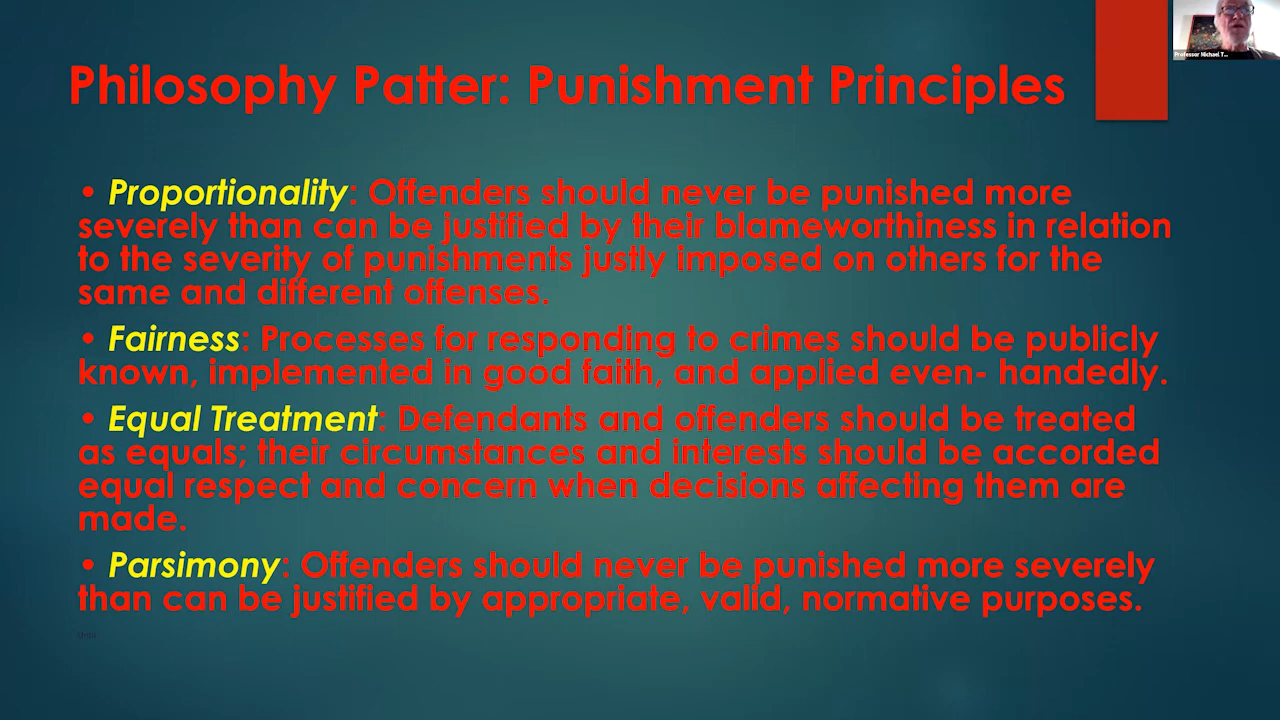 Philosophy Patter: Punishment Principles
Professor Michael T...
• Proportionality: Offenders should never be punished more
severely than can be justified by their blameworthiness in relation
to the severity of punishments justly imposed on others for the
same and different offenses.
• Fairness: Processes for responding to crimes should be publicly
known, implemented in good faith, and applied even- handedly.
• Equal Treatment: Defendants and offenders should be treated
as equals; their circumstances and interests should be accorded
equal respect and concern when decisions affecting them are
made.
• Parsimony: Offenders should never be punished more severely
than can be justified by appropriate, valid, normative purposes.